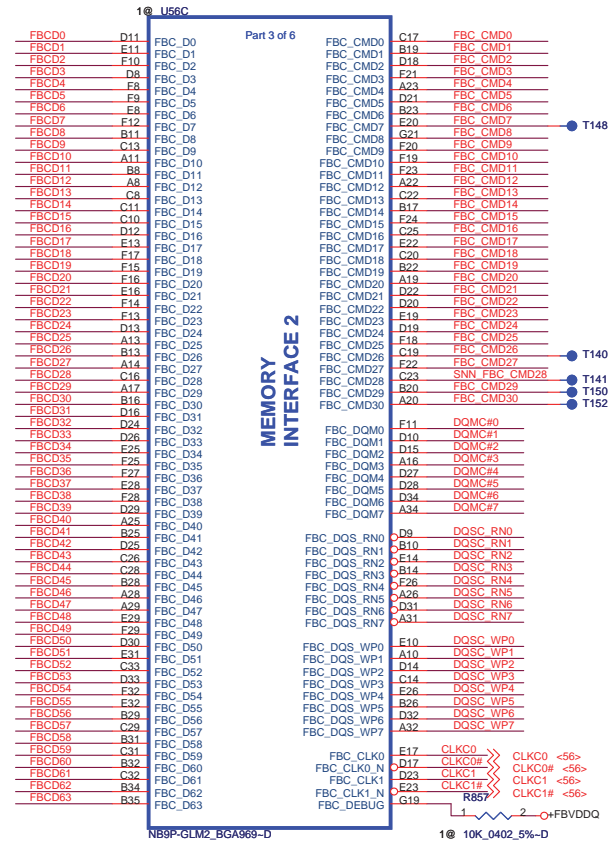 1@ U56C
Part 3 of 6
FBCD0 D11 FBC_D0
FBCD1 E11 FBC_D1
FBCD2 F10 FBC_D2
FBCD3 D8 FBC_D3
FBCD4 F8 FBC_D4
FBCD5 F9 FBC_D5
FBCD6 E8 FBC_D6
FBCD7 F12 FBC_D7
FBCD8 B11 FBC_D8
FBCD9 C13 FBC_D9
FBCD10 A11 FBC_D10
FBCD11 B8 FBC_D11
FBCD12 A8 FBC_D12
FBCD13 C8 FBC_D13
FBCD14 C11 FBC_D14
FBCD15 C10 FBC_D15
FBCD16 D12 FBC_D16
FBCD17 E13 FBC_D17
FBCD18 F17 FBC_D18
FBCD19 F15 FBC_D19
FBCD20 F16 FBC_D20
FBCD21 E16 FBC_D21
FBCD22 F14 FBC_D22
FBCD23 F13 FBC_D23
FBCD24 D13 FBC_D24
FBCD25 A13 FBC_D25
FBCD26 B13 FBC_D26
FBCD27 A14 FBC_D27
FBCD28 C16 FBC_D28
FBCD29 A17 FBC_D29
FBCD30 B16 FBC_D30
FBCD31 D16 FBC_D31
FBCD32 D24 FBC_D32
FBCD33 D26 FBC_D33
FBCD34 E25 FBC_D34
FBCD35 F25 FBC_D35
FBCD36 F27 FBC_D36
FBCD37 E28 FBC_D37
FBCD38 F28 FBC_D38
FBCD39 D29 FBC_D39
FBCD40 A25 FBC_D40
FBCD41 B25 FBC_D41
FBCD42 D25 FBC_D42
FBCD43 C26 FBC_D43
FBCD44 C28 FBC_D44
FBCD45 B28 FBC_D45
FBCD46 A28 FBC_D46
FBCD47 A29 FBC_D47
FBCD48 E29 FBC_D48
FBCD49 F29 FBC_D49
FBCD50 D30 FBC_D50
FBCD51 E31 FBC_D51
FBCD52 C33 FBC_D52
FBCD53 D33 FBC_D53
FBCD54 F32 FBC_D54
FBCD55 E32 FBC_D55
FBCD56 B29 FBC_D56
FBCD57 C29 FBC_D57
FBCD58 B31 FBC_D58
FBCD59 C31 FBC_D59
FBCD60 B32 FBC_D60
FBCD61 C32 FBC_D61
FBCD62 B34 FBC_D62
FBCD63 B35 FBC_D63
MEMORY
INTERFACE 2
FBC_CMD0 C17 FBC_CMD0
FBC_CMD1 B19 FBC_CMD1
FBC_CMD2 D18 FBC_CMD2
FBC_CMD3 F21 FBC_CMD3
FBC_CMD4 A23 FBC_CMD4
FBC_CMD5 D21 FBC_CMD5
FBC_CMD6 B23 FBC_CMD6
FBC_CMD7 E20 FBC_CMD7 T148
FBC_CMD8 G21 FBC_CMD8
FBC_CMD9 F20 FBC_CMD9
FBC_CMD10 F19 FBC_CMD10
FBC_CMD11 F23 FBC_CMD11
FBC_CMD12 A22 FBC_CMD12
FBC_CMD13 C22 FBC_CMD13
FBC_CMD14 B17 FBC_CMD14
FBC_CMD15 F24 FBC_CMD15
FBC_CMD16 C25 FBC_CMD16
FBC_CMD17 E22 FBC_CMD17
FBC_CMD18 C20 FBC_CMD18
FBC_CMD19 B22 FBC_CMD19
FBC_CMD20 A19 FBC_CMD20
FBC_CMD21 D22 FBC_CMD21
FBC_CMD22 D20 FBC_CMD22
FBC_CMD23 E19 FBC_CMD23
FBC_CMD24 D19 FBC_CMD24
FBC_CMD25 F18 FBC_CMD25
FBC_CMD26 C19 FBC_CMD26 T140
FBC_CMD27 F22 FBC_CMD27
FBC_CMD28 C23 SNN_FBC_CMD28 T141
FBC_CMD29 B20 FBC_CMD29 T150
FBC_CMD30 A20 FBC_CMD30 T152
FBC_DQM0 F11 DQMC#0
FBC_DQM1 D10 DQMC#1
FBC_DQM2 D15 DQMC#2
FBC_DQM3 A16 DQMC#3
FBC_DQM4 D27 DQMC#4
FBC_DQM5 D28 DQMC#5
FBC_DQM6 D34 DQMC#6
FBC_DQM7 A34 DQMC#7
FBC_DQS_RN0 D9 DQSC_RN0
FBC_DQS_RN1 B10 DQSC_RN1
FBC_DQS_RN2 E14 DQSC_RN2
FBC_DQS_RN3 B14 DQSC_RN3
FBC_DQS_RN4 F26 DQSC_RN4
FBC_DQS_RN5 A26 DQSC_RN5
FBC_DQS_RN6 D31 DQSC_RN6
FBC_DQS_RN7 A31 DQSC_RN7
FBC_DQS_WP0 E10 DQSC_WP0
FBC_DQS_WP1 A10 DQSC_WP1
FBC_DQS_WP2 D14 DQSC_WP2
FBC_DQS_WP3 C14 DQSC_WP3
FBC_DQS_WP4 E26 DQSC_WP4
FBC_DQS_WP5 B26 DQSC_WP5
FBC_DQS_WP6 D32 DQSC_WP6
FBC_DQS_WP7 A32 DQSC_WP7
FBC_CLK0 E17 CLKC0 CLKC0 <56>
FBC_CLK0_N D17 CLKC0# CLKC0# <56>
FBC_CLK1 D23 CLKC1 CLKC1 <56>
FBC_CLK1_N E23 CLKC1# CLKC1# <56>
FBC_DEBUG G19 R857
1 2 +FBVDDQ
NB9P-GLM2_BGA969~D
1@ 10K_0402_5%~D